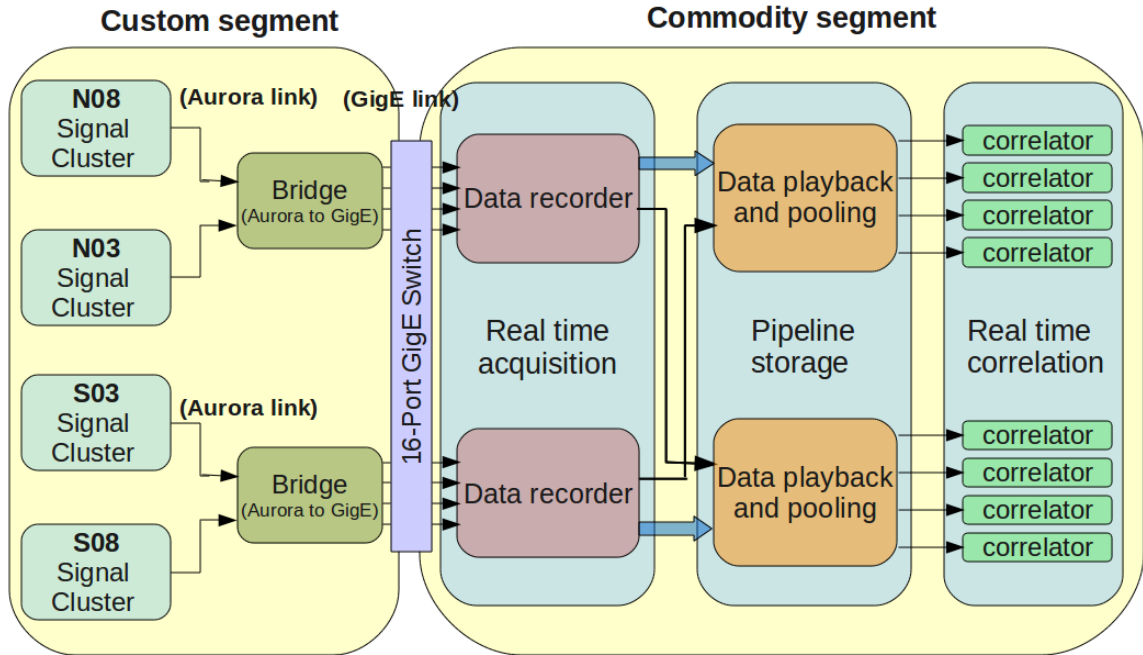 Custom segment
Commodity segment
N08
Signal
Cluster
(Aurora link)
(GigE link)
Bridge
(Aurora to GigE)
N03
Signal
Cluster
S03
Signal
Cluster
(Aurora link)
Bridge
(Aurora to GigE)
S08
Signal
Cluster
16-Port GigE Switch
Data recorder
Real time
acquisition
Data recorder
Data playback
and pooling
Pipeline
storage
Data playback
and pooling
correlator
correlator
correlator
correlator
Real time
correlation
correlator
correlator
correlator
correlator